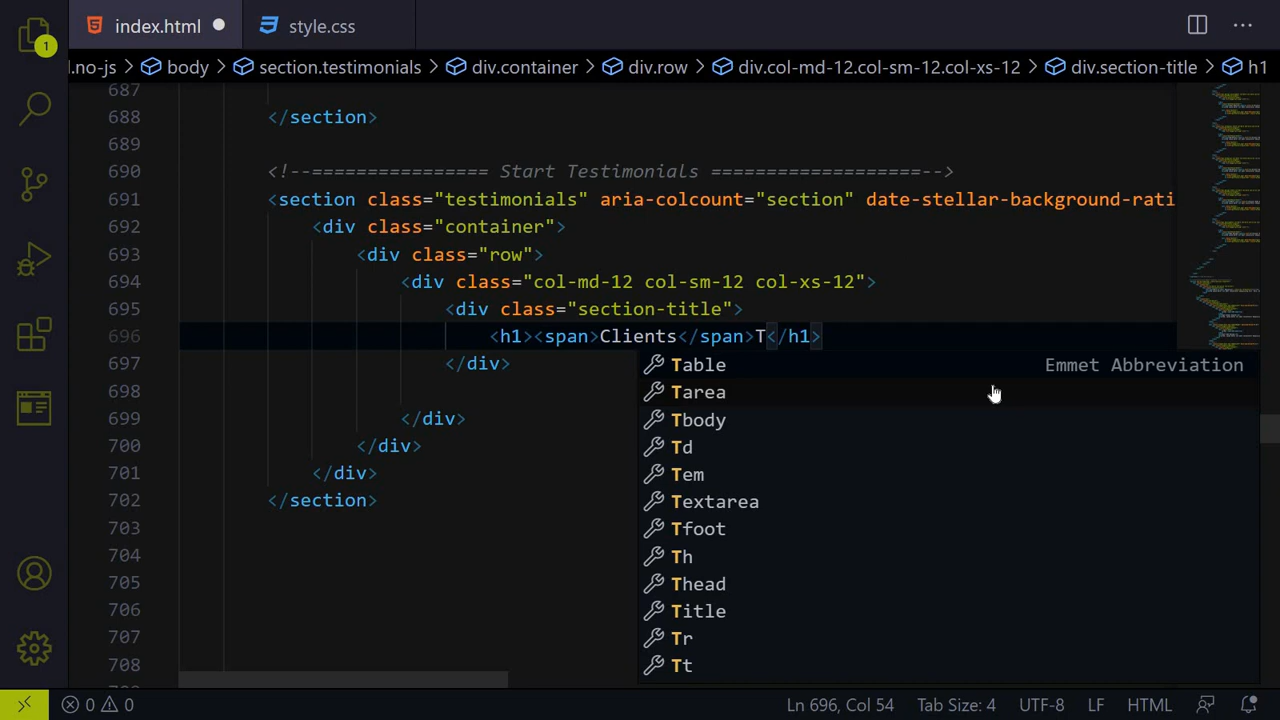 index.html
style.css
1
l.no-js > body > section.testimonials > div.container > div.row > div.col-md-12.col-sm-12.col-xs-12 > div.section-title > h1
687
688 </section>
689
690 <!--================ Start Testimonials ===================-->
691 <section class="testimonials" aria-colcount="section" date-stellar-background-rati
692 <div class="container">
693 <div class="row">
694 <div class="col-md-12 col-sm-12 col-xs-12">
695 <div class="section-title">
696 <h1><span>Clients</span>T</h1>
697 </div>
698
699 </div>
700 </div>
701 </div>
702 </section>
703
704
705
706
707
708
Table Emmet Abbreviation
Tarea
Tbody
Td
Tem
Textarea
Tfoot
Th
Thead
Title
Tr
Tt
0 0 Ln 696, Col 54 Tab Size: 4 UTF-8 LF HTML